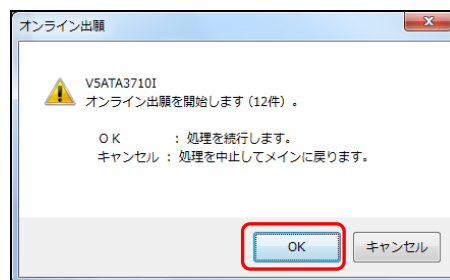 オンライン出願
V5ATA3710I
オンライン出願を開始します(12件)。
ＯＫ　　　：処理を続行します。
キャンセル：処理を中止してメインに戻ります。
OK
キャンセル